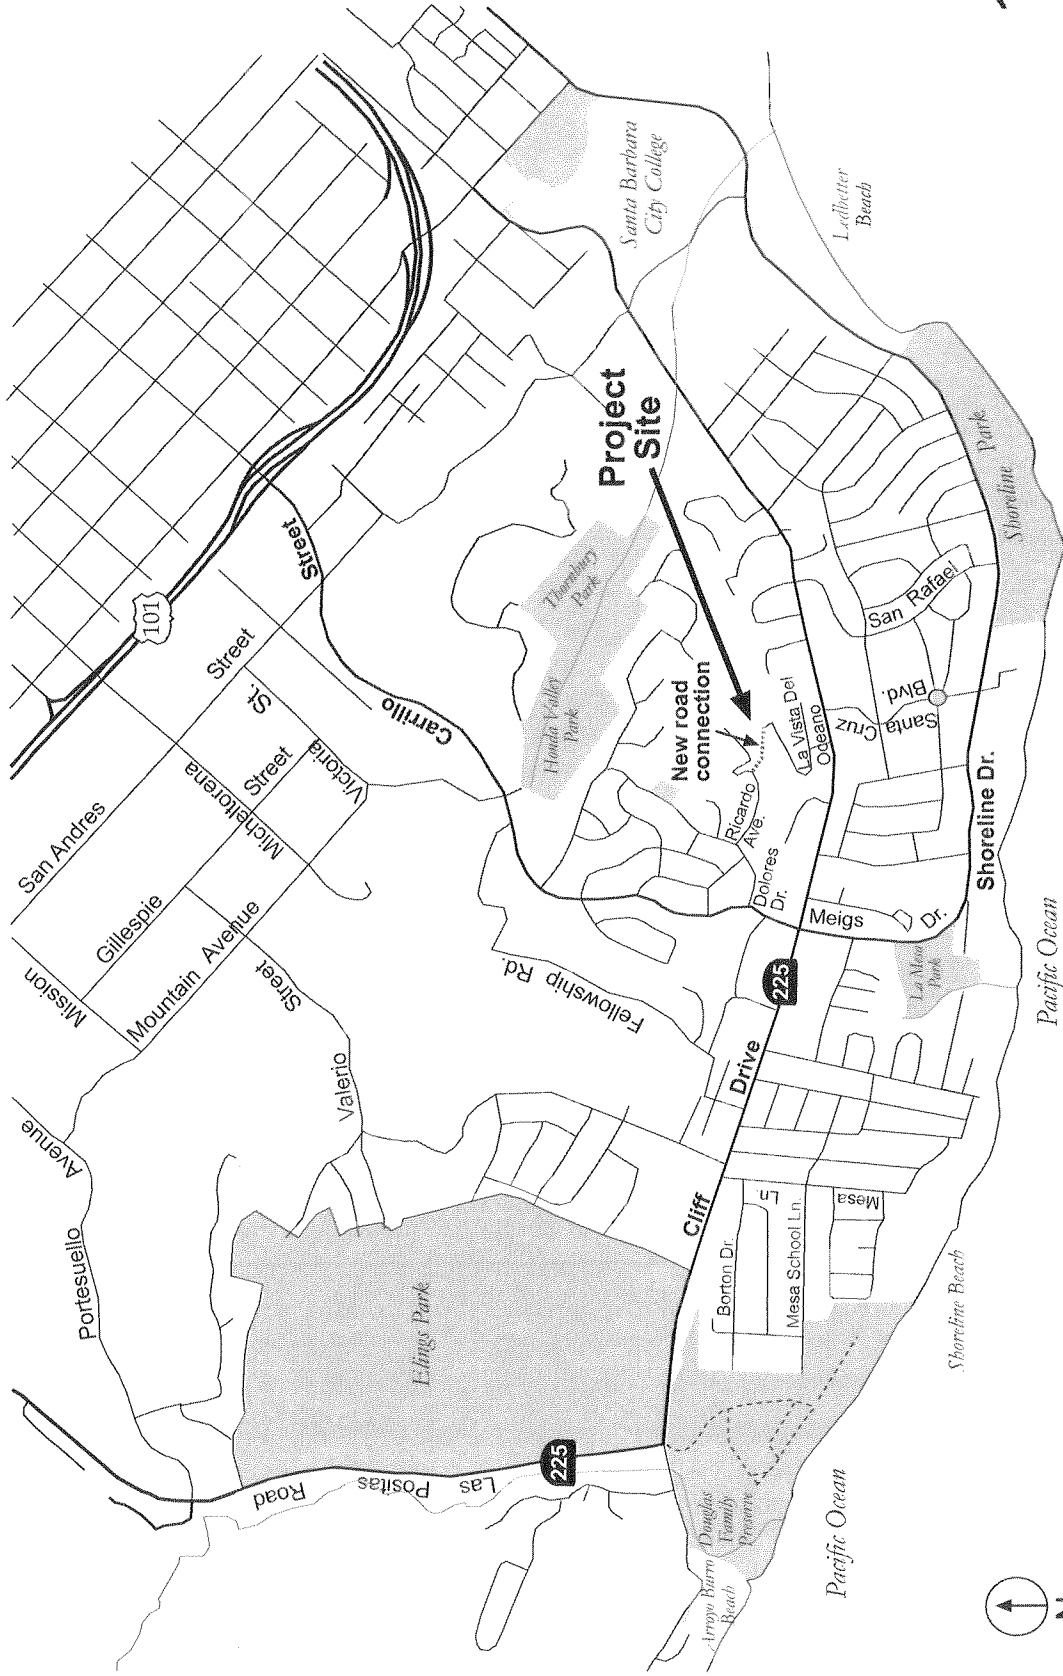 101
Street
Carrillo
Street
St.
Victoria
Street
Micheltorena
San Andres
Gillespie
Mountain Avenue
Street
Mission
Valerio
Avenue
Portesuello
Road
Las Positas
225
Elings Park
Fellowship Rd.
Honda Valley
Park
Thornbury
Park
Santa Barbara
City College
Ledbetter
Beach
Project
Site
New road
connection
Ricardo
Ave.
Dolores
Dr.
La Vista Del
Oceano
Santa Cruz
Blvd.
San Rafael
Shoreline
Park
Shoreline Dr.
Meigs
Dr.
La Mesa
Park
225
Cliff
Drive
Borton Dr.
Mesa School Ln.
Mesa
Ln.
Shoreline Beach
Pacific Ocean
Douglas
Family
Preserve
Arroyo Burro
Beach
Pacific Ocean
N